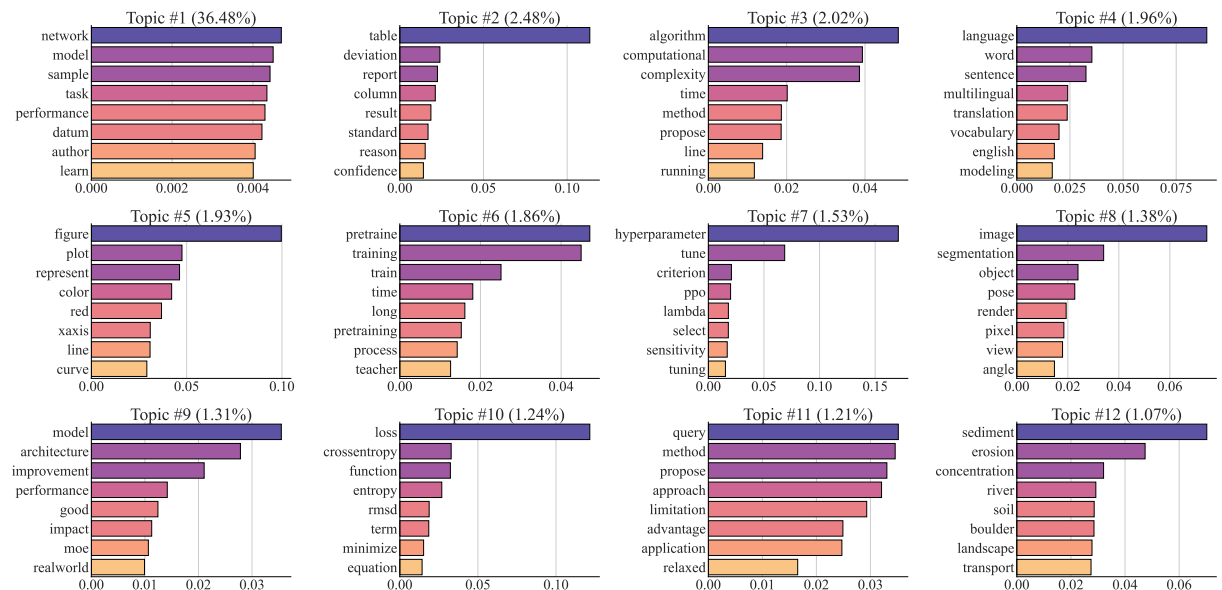 Topic #1 (36.48%)
network
model
sample
task
performance
datum
author
learn
0.000 0.002 0.004
Topic #2 (2.48%)
table
deviation
report
column
result
standard
reason
confidence
0.00 0.05 0.10
Topic #3 (2.02%)
algorithm
computational
complexity
time
method
propose
line
running
0.00 0.02 0.04
Topic #4 (1.96%)
language
word
sentence
multilingual
translation
vocabulary
english
modeling
0.000 0.025 0.050 0.075
Topic #5 (1.93%)
figure
plot
represent
color
red
xaxis
line
curve
0.00 0.05 0.10
Topic #6 (1.86%)
pretraine
training
train
time
long
pretraining
process
teacher
0.00 0.02 0.04
Topic #7 (1.53%)
hyperparameter
tune
criterion
ppo
lambda
select
sensitivity
tuning
0.00 0.05 0.10 0.15
Topic #8 (1.38%)
image
segmentation
object
pose
render
pixel
view
angle
0.00 0.02 0.04 0.06
Topic #9 (1.31%)
model
architecture
improvement
performance
good
impact
moe
realworld
0.00 0.01 0.02 0.03
Topic #10 (1.24%)
loss
crossentropy
function
entropy
rmsd
term
minimize
equation
0.00 0.05 0.10
Topic #11 (1.21%)
query
method
propose
approach
limitation
advantage
application
relaxed
0.00 0.01 0.02 0.03
Topic #12 (1.07%)
sediment
erosion
concentration
river
soil
boulder
landscape
transport
0.00 0.02 0.04 0.06